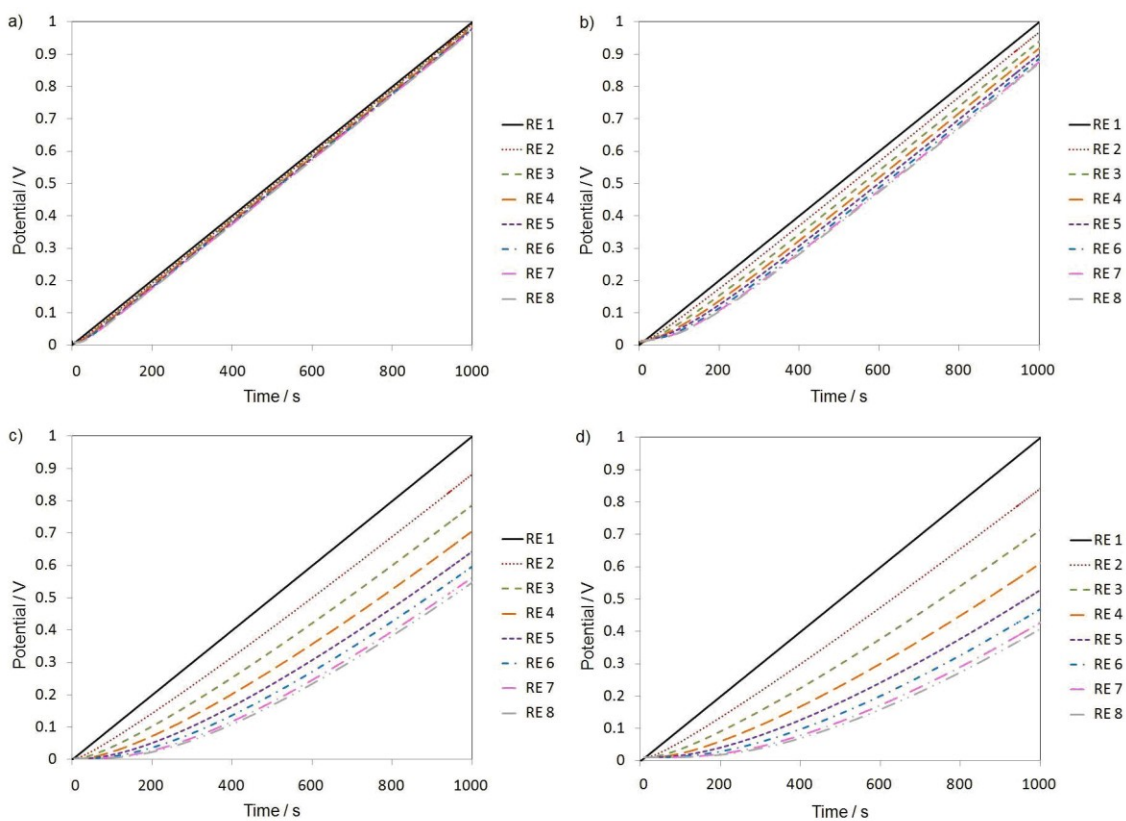 a)
1
0.9
0.8
0.7
0.6
0.5
0.4
0.3
0.2
0.1
0
Potential / V
0 200 400 600 800 1000
Time / s
RE 1
RE 2
RE 3
RE 4
RE 5
RE 6
RE 7
RE 8
b)
1
0.9
0.8
0.7
0.6
0.5
0.4
0.3
0.2
0.1
0
Potential / V
0 200 400 600 800 1000
Time / s
RE 1
RE 2
RE 3
RE 4
RE 5
RE 6
RE 7
RE 8
c)
1
0.9
0.8
0.7
0.6
0.5
0.4
0.3
0.2
0.1
0
Potential / V
0 200 400 600 800 1000
Time / s
RE 1
RE 2
RE 3
RE 4
RE 5
RE 6
RE 7
RE 8
d)
1
0.9
0.8
0.7
0.6
0.5
0.4
0.3
0.2
0.1
0
Potential / V
0 200 400 600 800 1000
Time / s
RE 1
RE 2
RE 3
RE 4
RE 5
RE 6
RE 7
RE 8